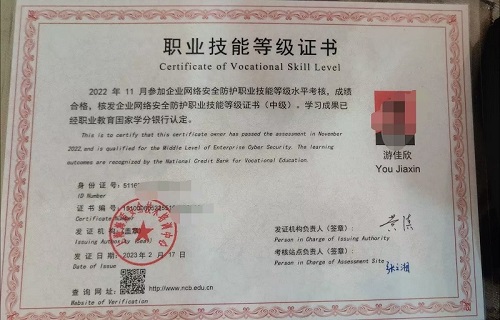 职业技能等级证书
Certificate of Vocational Skill Level
2022 年 11 月参加企业网络安全防护职业技能等级水平考核，成绩
合格，核发企业网络安全防护职业技能等级证书（中级）。学习成果已
经职业教育国家学分银行认定。
This is to certify that this certificate owner has passed the assessment in November
2022,and is qualified for the Middle Level of Enterprise Cyber Security. The learning
outcomes are recognized by the National Credit Bank for Vocational Education.
游佳欣
You Jiaxin
身 份 证 号：
ID Number
证 书 编 号：
Certificate Number
发 证 机 构：（盖章）
Issuing Authority (Seal)
发 证 日 期：2023 年 2 月 17 日
Date of Issue
查 询 网 址：http://www.ncb.edu.cn
Website of Verification
发证机构负责人（签章）：
Person in Charge of Issuing Authority
考核站点负责人（签章）：
Person in Charge of Assessment Site